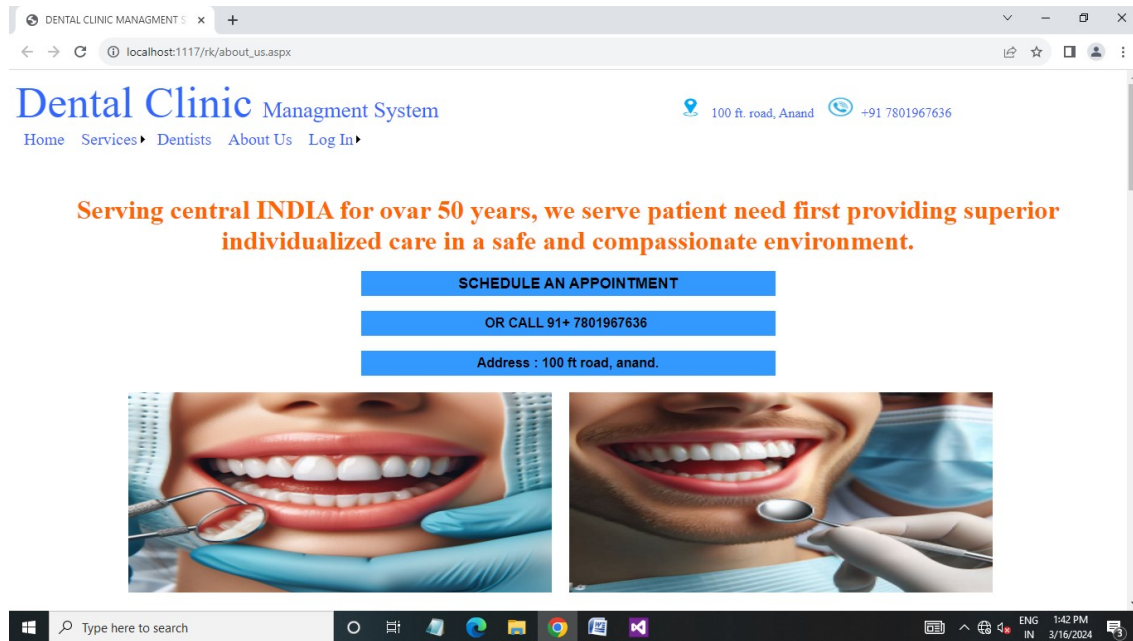 DENTAL CLINIC MANAGMENT S
localhost:1117/rk/about_us.aspx
Dental Clinic Managment System
100 ft. road, Anand
+91 7801967636
Home Services Dentists About Us Log In
Serving central INDIA for ovar 50 years, we serve patient need first providing superior
individualized care in a safe and compassionate environment.
SCHEDULE AN APPOINTMENT
OR CALL 91+ 7801967636
Address : 100 ft road, anand.
Type here to search
ENG
IN
1:42 PM
3/16/2024
3